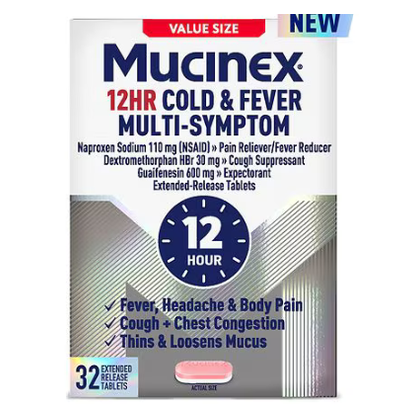 VALUE SIZE
NEW
Mucinex®
12HR COLD & FEVER
MULTI-SYMPTOM
Naproxen Sodium 110 mg (NSAID) » Pain Reliever/Fever Reducer
Dextromethorphan HBr 30 mg » Cough Suppressant
Guaifenesin 600 mg » Expectorant
Extended-Release Tablets
12
HOUR
✓ Fever, Headache & Body Pain
✓ Cough + Chest Congestion
✓ Thins & Loosens Mucus
32 EXTENDED
RELEASE
TABLETS
ACTUAL SIZE